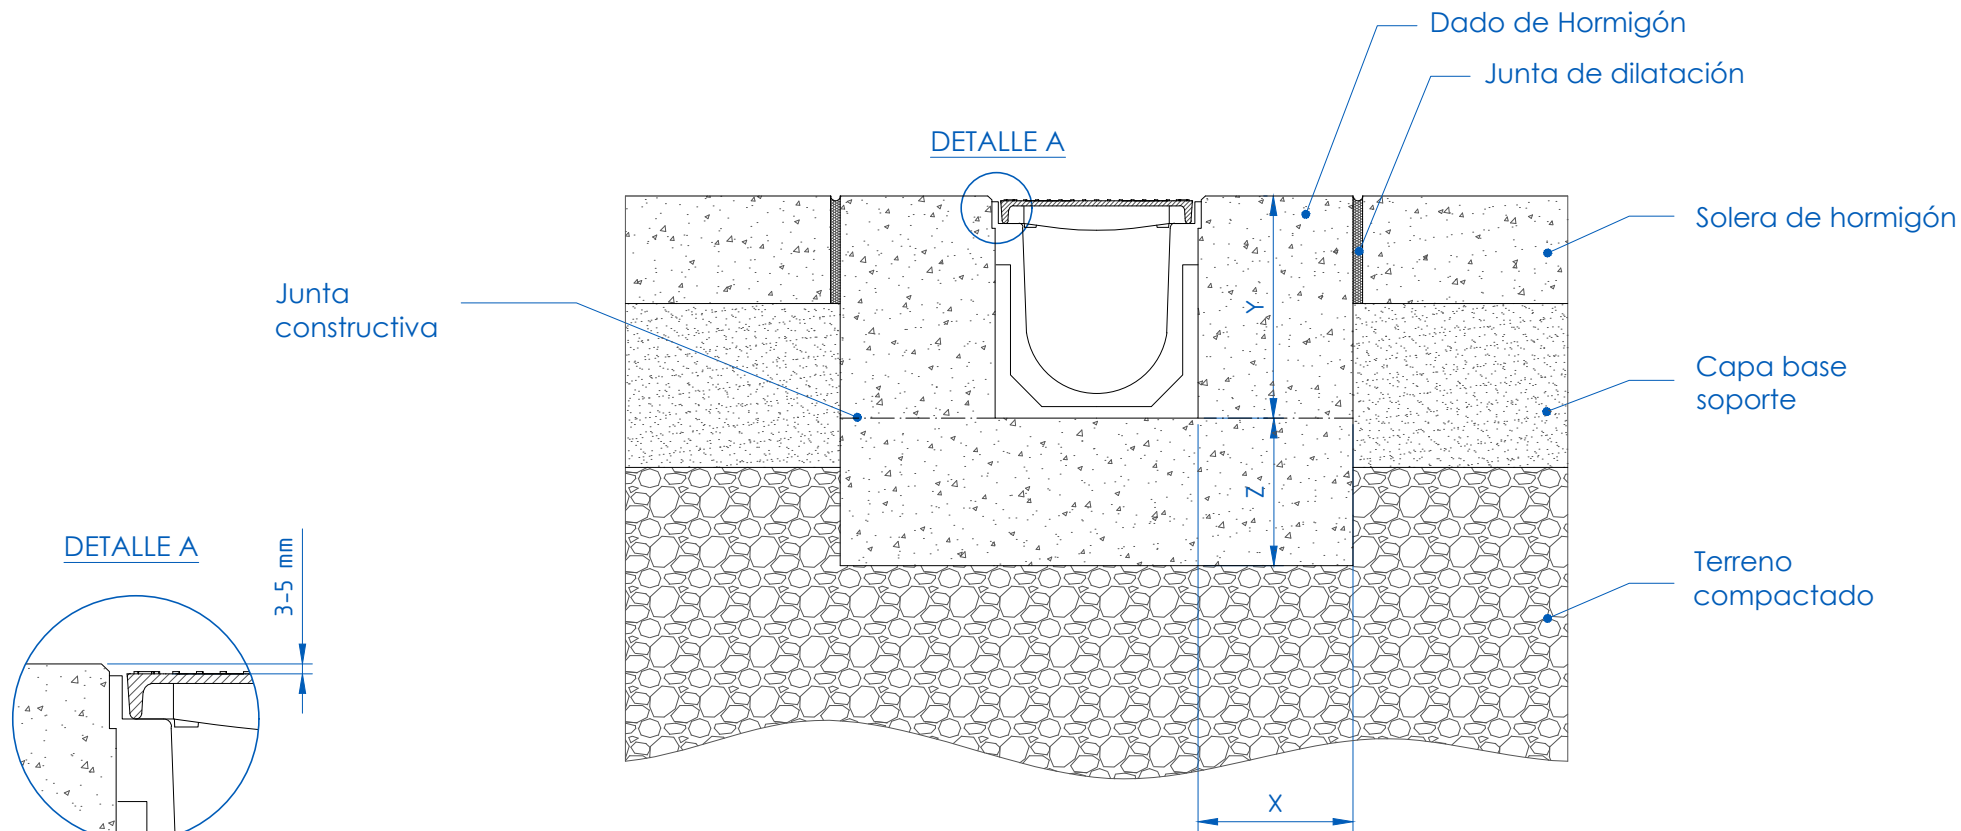 Dado de Hormigón
Junta de dilatación
DETALLE A
Solera de hormigón
Junta
constructiva
Y
Capa base
soporte
Z
DETALLE A
3-5 mm
Terreno
compactado
X